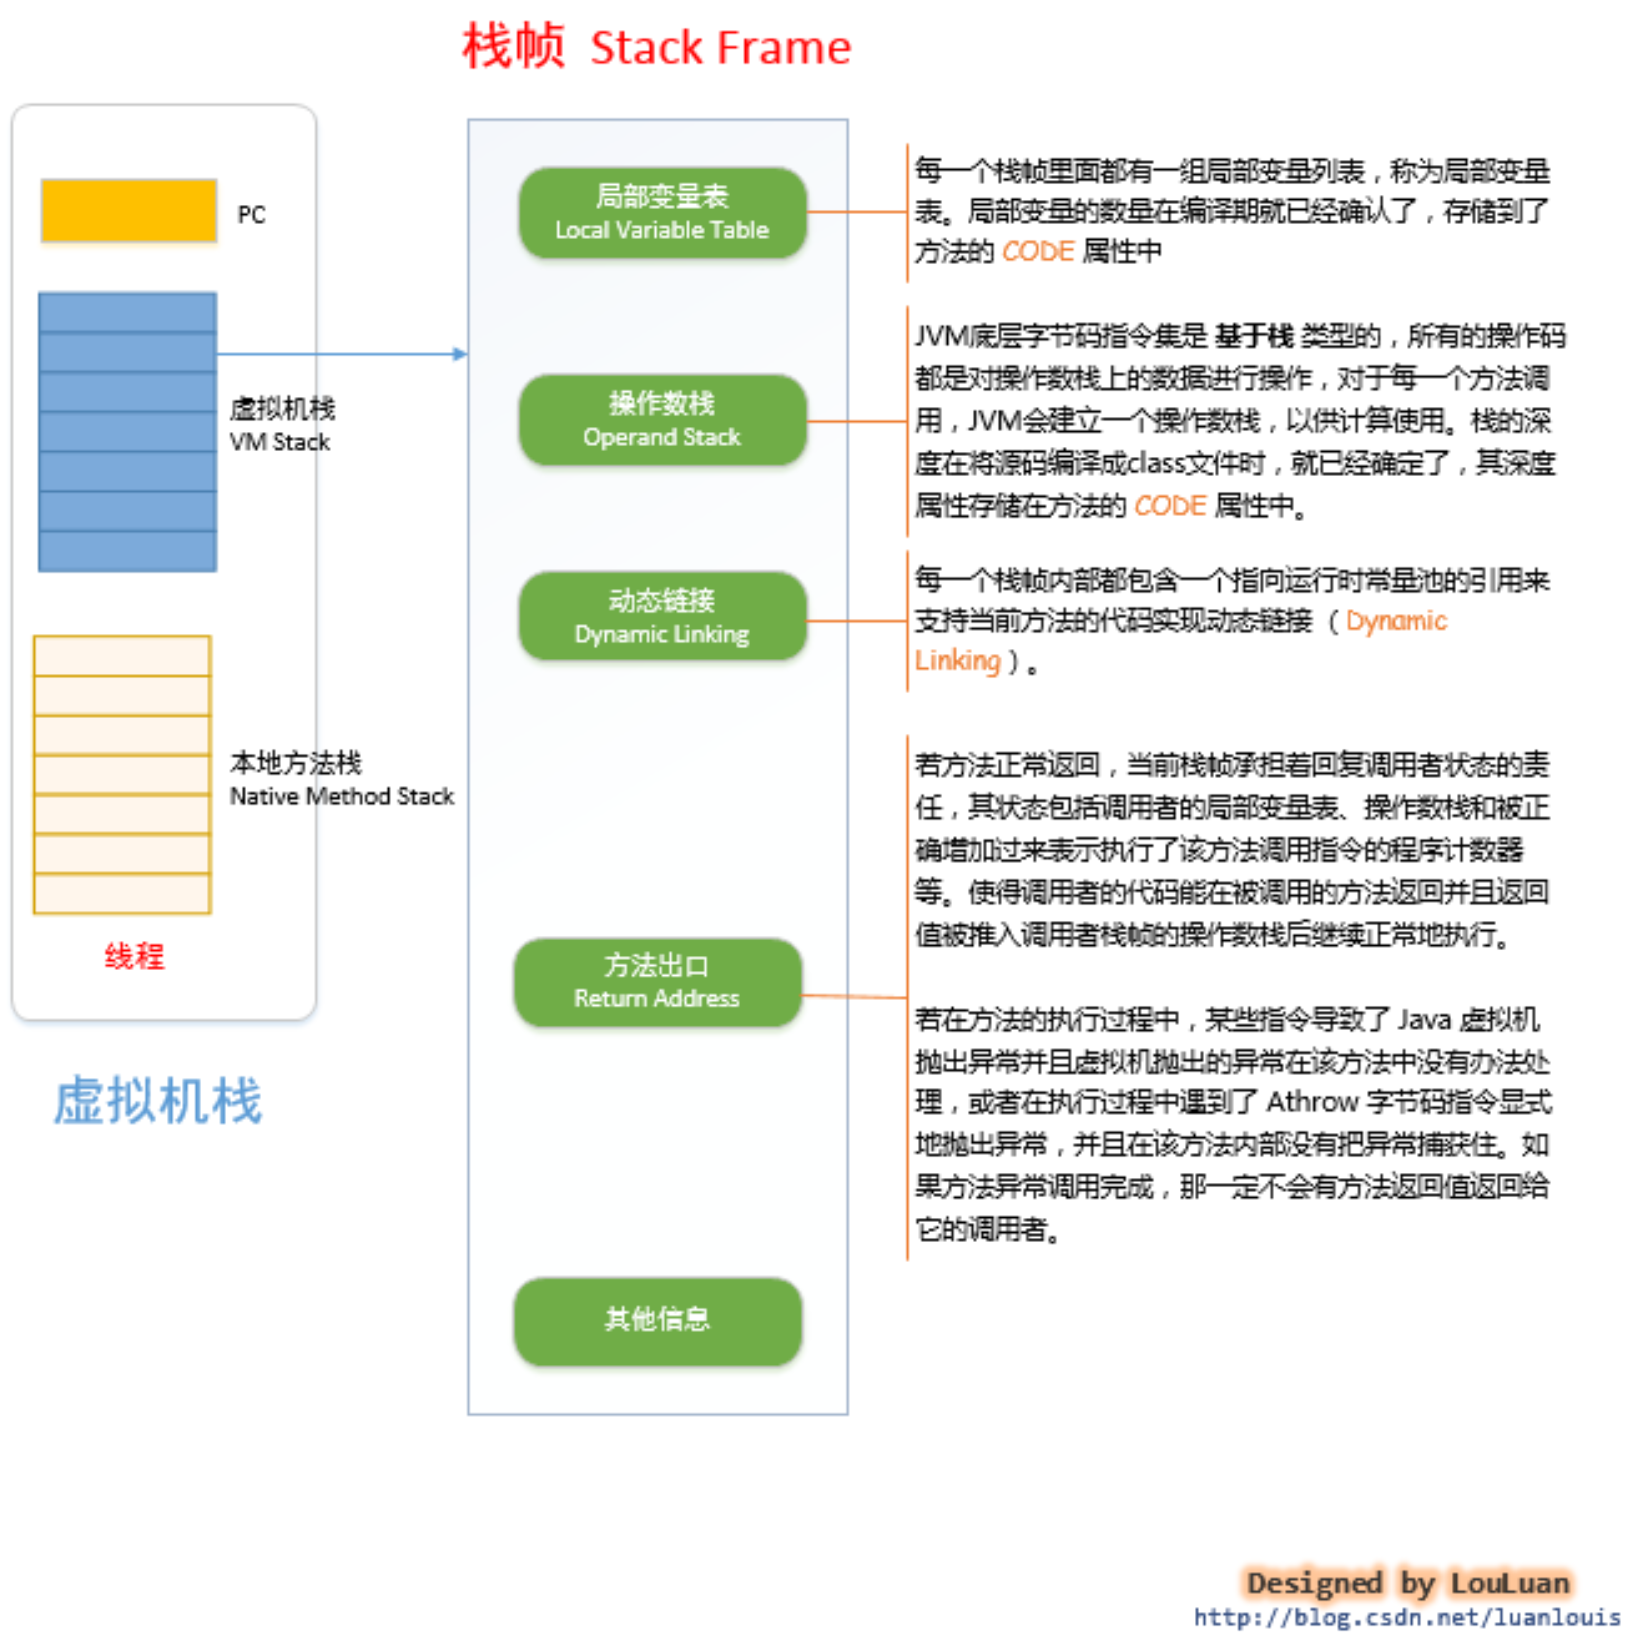 栈帧 Stack Frame
PC
虚拟机栈
VM Stack
本地方法栈
Native Method Stack
线程
虚拟机栈
局部变量表
Local Variable Table
每一个栈帧里面都有一组局部变量列表，称为局部变量
表。局部变量的数量在编译期就已经确认了，存储到了
方法的 CODE 属性中
操作数栈
Operand Stack
JVM底层字节码指令集是 基于栈 类型的，所有的操作码
都是对操作数栈上的数据进行操作，对于每一个方法调
用，JVM会建立一个操作数栈，以供计算使用。栈的深
度在将源码编译成class文件时，就已经确定了，其深度
属性存储在方法的 CODE 属性中。
动态链接
Dynamic Linking
每一个栈帧内部都包含一个指向运行时常量池的引用来
支持当前方法的代码实现动态链接（Dynamic
Linking）。
方法出口
Return Address
若方法正常返回，当前栈帧承担着回复调用者状态的责
任，其状态包括调用者的局部变量表、操作数栈和被正
确增加过来表示执行了该方法调用指令的程序计数器
等。使得调用者的代码能在被调用的方法返回并且返回
值被推入调用者栈帧的操作数栈后继续正常地执行。
若在方法的执行过程中，某些指令导致了 Java 虚拟机
抛出异常并且虚拟机抛出的异常在该方法中没有办法处
理，或者在执行过程中遇到了 Athrow 字节码指令显式
地抛出异常，并且在该方法内部没有把异常捕获住。如
果方法异常调用完成，那一定不会有方法返回值返回给
它的调用者。
其他信息
Designed by LouLuan
http://blog.csdn.net/luanlouis